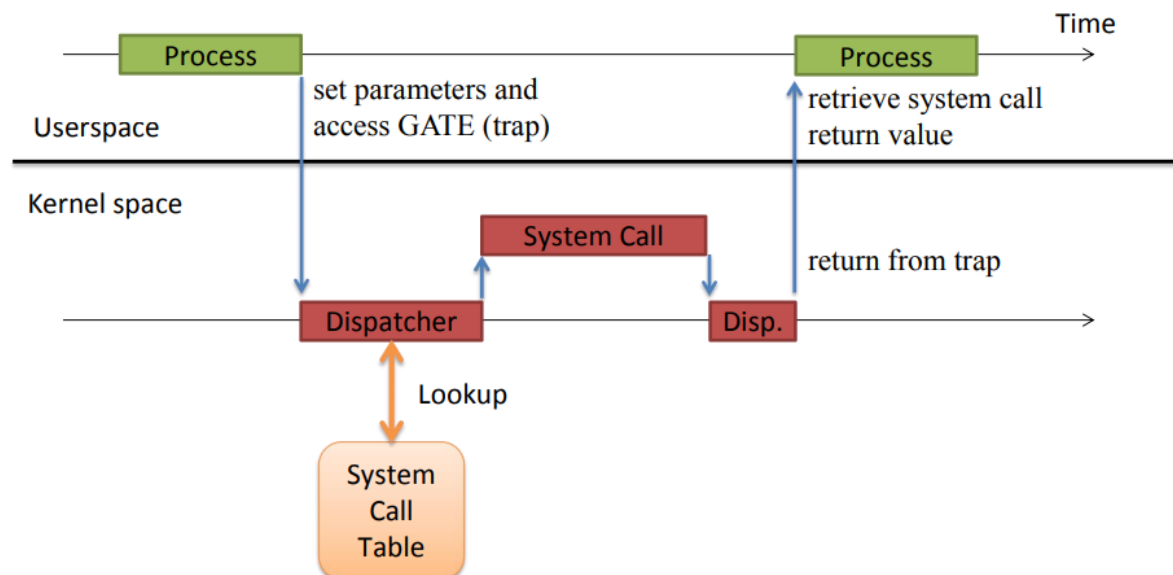 Time
Process
Process
set parameters and
access GATE (trap)
retrieve system call
return value
Userspace
Kernel space
System Call
return from trap
Dispatcher
Disp.
Lookup
System
Call
Table